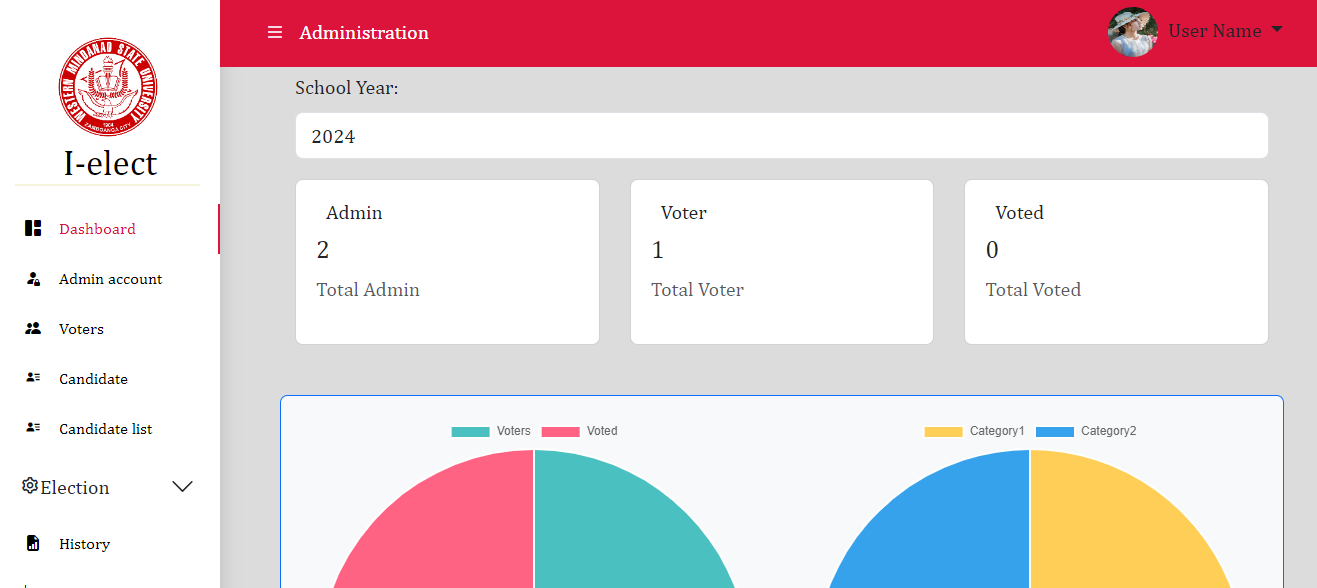 WESTERN MINDANAO STATE UNIVERSITY
1904
ZAMBOANGA CITY
I-elect
Dashboard
Admin account
Voters
Candidate
Candidate list
Election
History
Administration
User Name
School Year:
2024
Admin
2
Total Admin
Voter
1
Total Voter
Voted
0
Total Voted
Voters
Voted
Category1
Category2